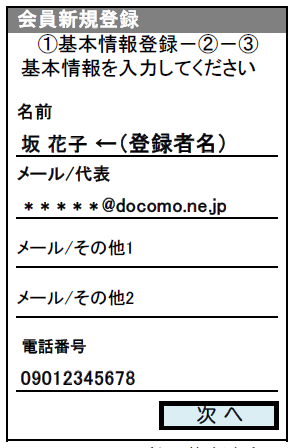 会員新規登録
①基本情報登録－②－③
基本情報を入力してください
名前
坂 花子 ←（登録者名）
メール/代表
＊＊＊＊＊@docomo.ne.jp
メール/その他1
メール/その他2
電話番号
09012345678
次 へ